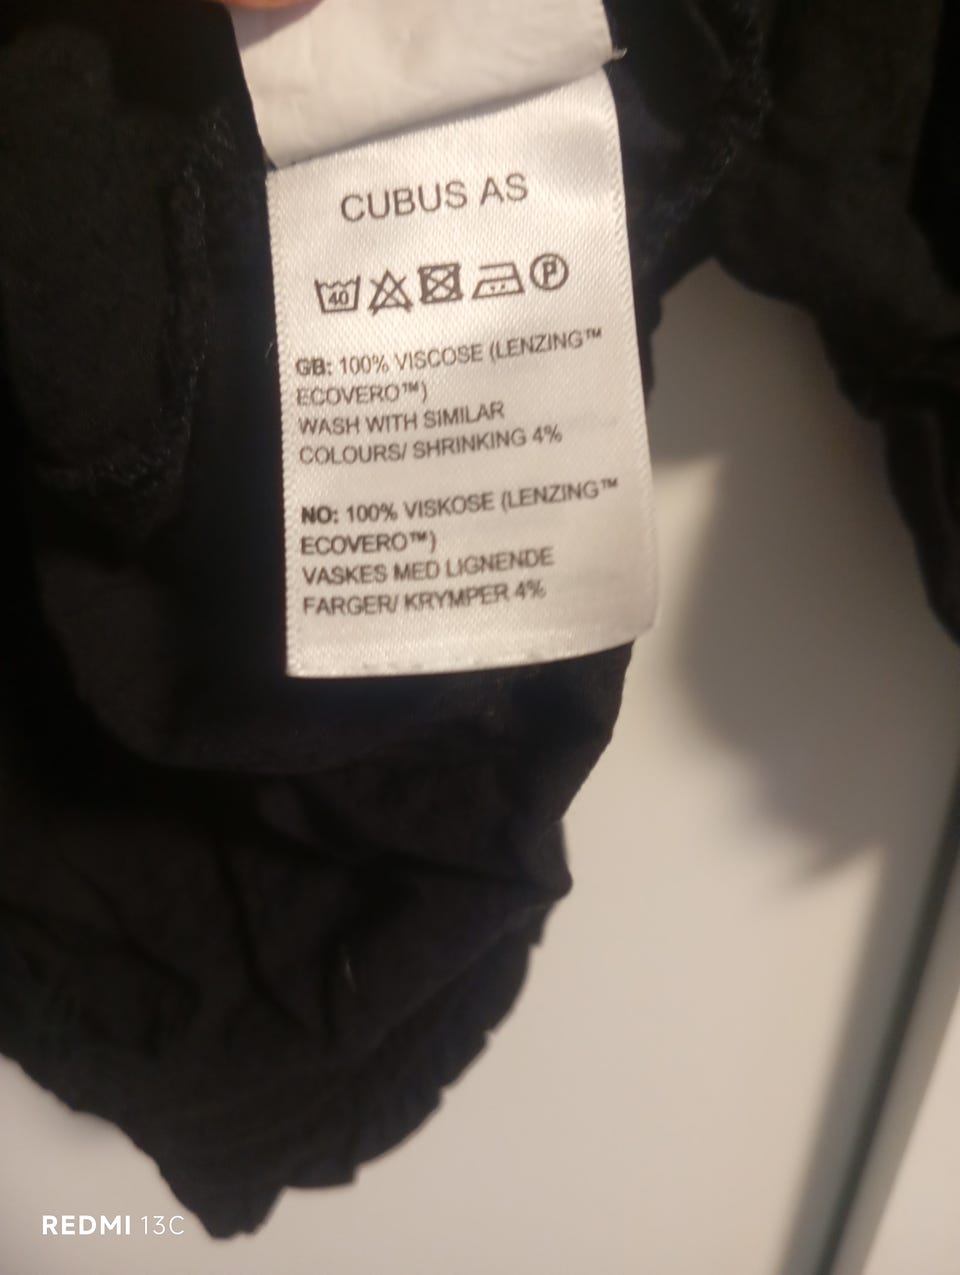 CUBUS AS
40 P
GB: 100% VISCOSE (LENZING™
ECOVERO™)
WASH WITH SIMILAR
COLOURS/ SHRINKING 4%
NO: 100% VISKOSE (LENZING™
ECOVERO™)
VASKES MED LIGNENDE
FARGER/ KRYMPER 4%
REDMI 13C